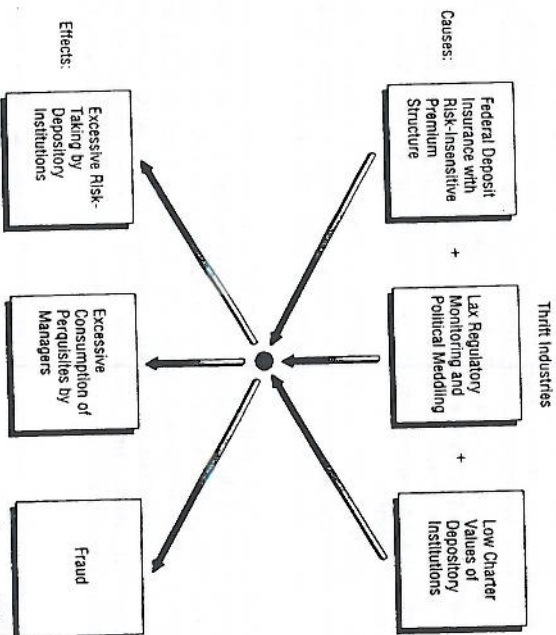 Thrift Industries
Causes:
Federal Deposit
Insurance with
Risk-Insensitive
Premium
Structure
+
Lax Regulatory
Monitoring and
Political Meddling
+
Low Charter
Values of
Depository
Institutions
Effects:
Excessive Risk-
Taking by
Depository
Institutions
Excessive
Consumption of
Perquisites by
Managers
Fraud